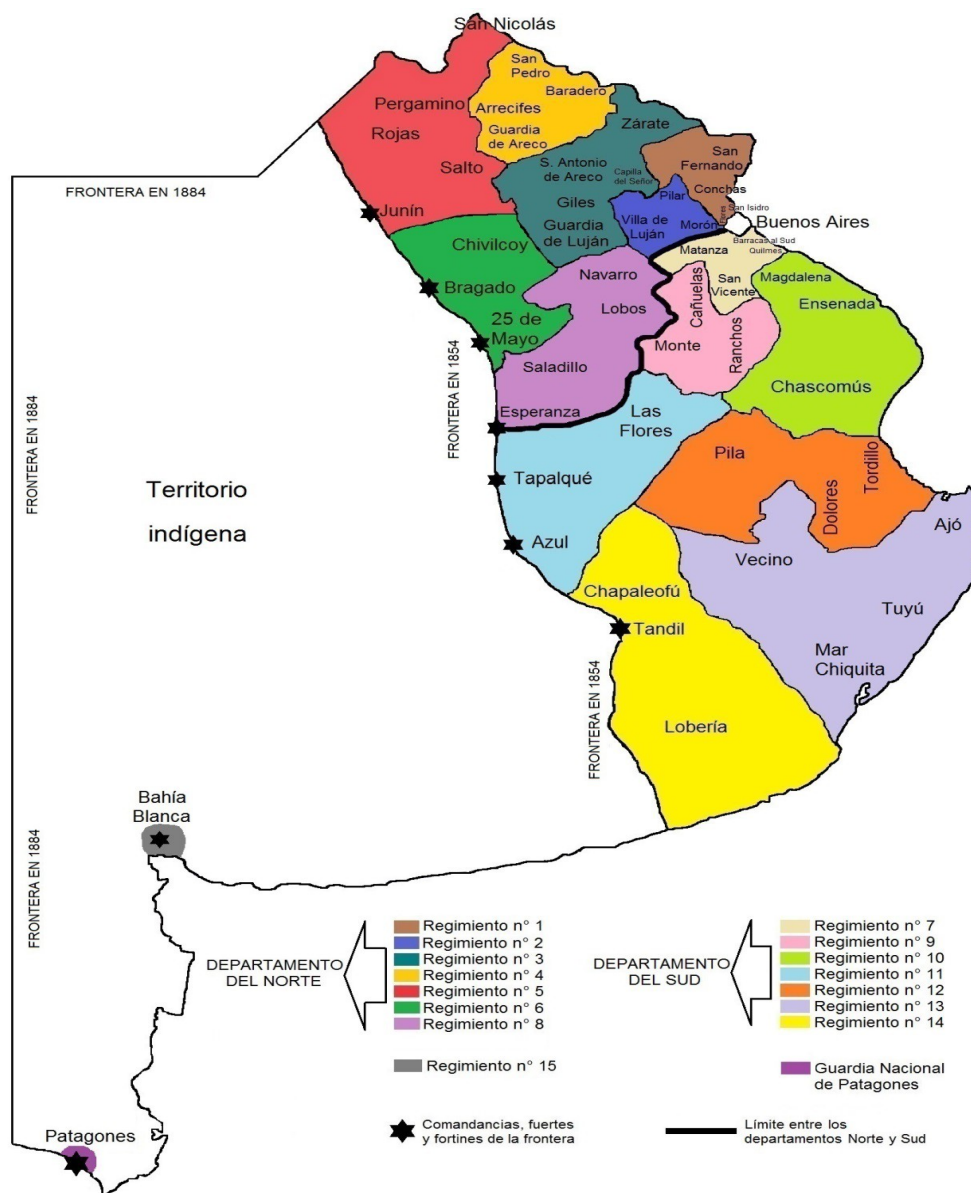 San Nicolás
San
Pedro
Baradero
Pergamino
Arrecifes
Rojas
Guardia
de Areco
Zárate
San
Fernando
Salto
S. Antonio
de Areco
Capilla
del Señor
Conchas
FRONTERA EN 1884
Pilar
San Isidro
Junín
Giles
Villa de
Luján
Morón
Flores
Buenos Aires
Chivilcoy
Guardia
de Luján
Matanza
Barracas al Sud
Quilmes
Navarro
San
Vicente
Magdalena
Bragado
Cañuelas
Ensenada
Lobos
25 de
Mayo
Monte
Ranchos
Saladillo
Chascomús
FRONTERA EN 1884
FRONTERA EN 1854
Esperanza
Las
Flores
Pila
Tordillo
Territorio
indígena
Tapalqué
Dolores
Ajó
Azul
Vecino
Chapaleofú
Tuyú
Tandil
Mar
Chiquita
FRONTERA EN 1854
Lobería
Bahía
Blanca
FRONTERA EN 1884
DEPARTAMENTO
DEL NORTE
Regimiento n° 1
Regimiento n° 2
Regimiento n° 3
Regimiento n° 4
Regimiento n° 5
Regimiento n° 6
Regimiento n° 8
DEPARTAMENTO
DEL SUD
Regimiento n° 7
Regimiento n° 9
Regimiento n° 10
Regimiento n° 11
Regimiento n° 12
Regimiento n° 13
Regimiento n° 14
Regimiento n° 15
Guardia Nacional
de Patagones
Patagones
Comandancias, fuertes
y fortines de la frontera
Límite entre los
departamentos Norte y Sud